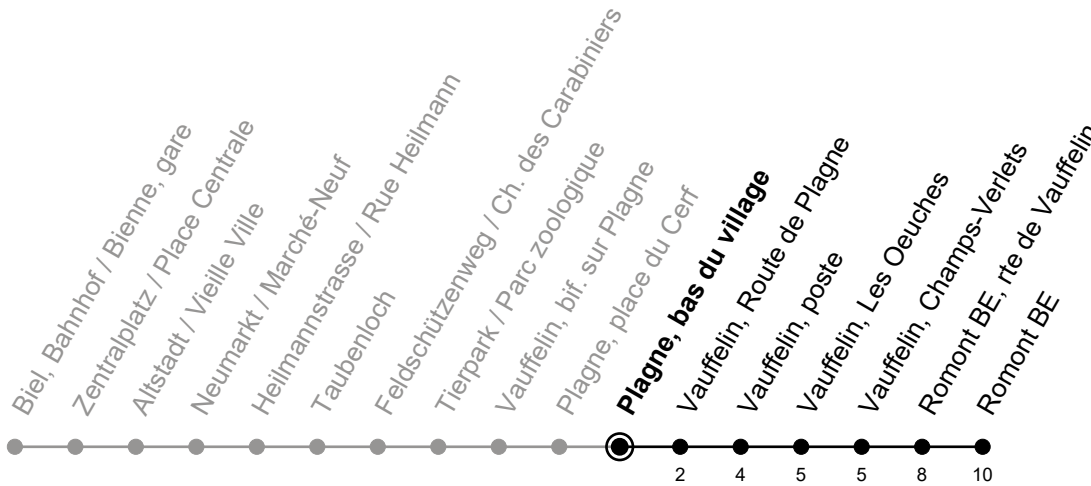 Biel, Bahnhof / Bienne, gare
Zentralplatz / Place Centrale
Altstadt / Vieille Ville
Neumarkt / Marché-Neuf
Heilmannstrasse / Rue Heilmann
Taubenloch
Feldschützenweg / Ch. des Carabiniers
Tierpark / Parc zoologique
Vauffelin, bif. sur Plagne
Plagne, place du Cerf
Plagne, bas du village
Vauffelin, Route de Plagne
Vauffelin, poste
Vauffelin, Les Oeuches
Vauffelin, Champs-Verlets
Romont BE, rte de Vauffelin
Romont BE
2 4 5 5 8 10